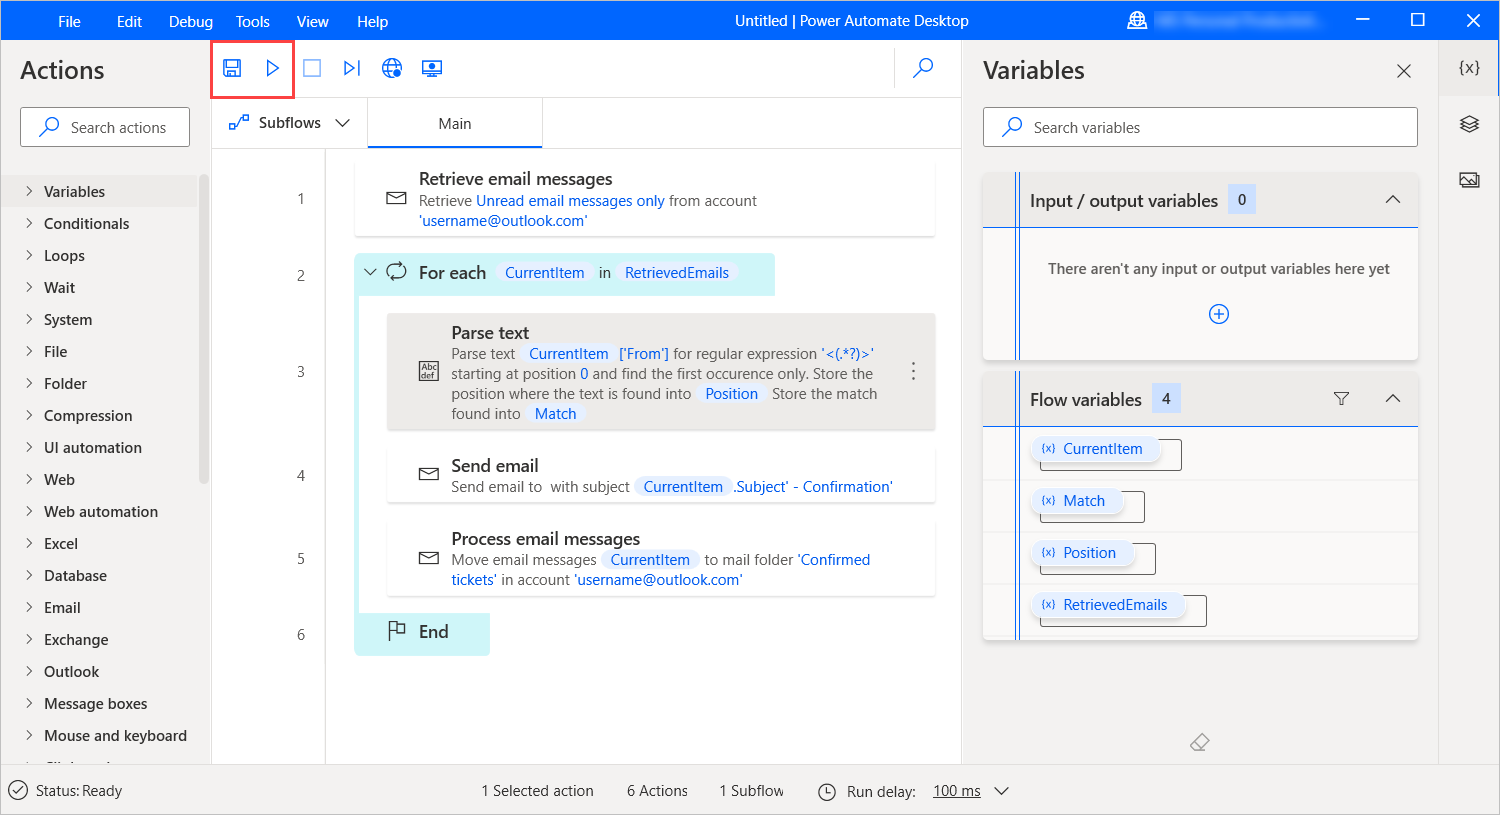 File Edit Debug Tools View Help
Untitled | Power Automate Desktop
Actions
Search actions
Variables
Conditionals
Loops
Wait
System
File
Folder
Compression
UI automation
Web
Web automation
Excel
Database
Email
Exchange
Outlook
Message boxes
Mouse and keyboard
Subflows
Main
1
Retrieve email messages
Retrieve Unread email messages only from account
'username@outlook.com'
2
For each CurrentItem in RetrievedEmails
3
Abc
def
Parse text
Parse text CurrentItem ['From'] for regular expression '<(.*?)>'
starting at position 0 and find the first occurence only. Store the
position where the text is found into Position Store the match
found into Match
4
Send email
Send email to with subject CurrentItem .Subject' - Confirmation'
5
Process email messages
Move email messages CurrentItem to mail folder 'Confirmed
tickets' in account 'username@outlook.com'
6
End
Variables
{x}
Search variables
Input / output variables 0
There aren't any input or output variables here yet
Flow variables 4
{x} CurrentItem
{x} Match
{x} Position
{x} RetrievedEmails
Status: Ready
1 Selected action
6 Actions
1 Subflow
Run delay: 100 ms